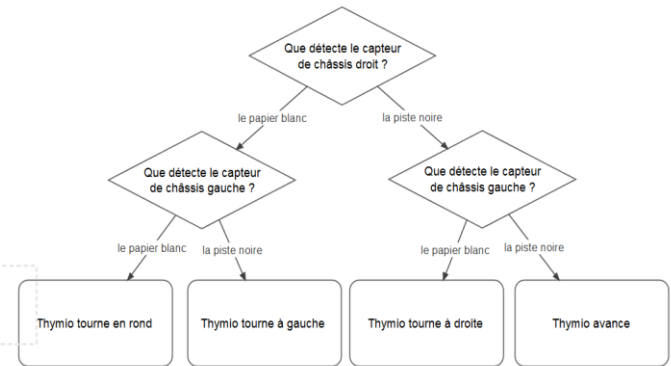 Que détecte le capteur
de châssis droit ?
le papier blanc
la piste noire
Que détecte le capteur
de châssis gauche ?
Que détecte le capteur
de châssis gauche ?
le papier blanc
la piste noire
le papier blanc
la piste noire
Thymio tourne en rond
Thymio tourne à gauche
Thymio tourne à droite
Thymio avance